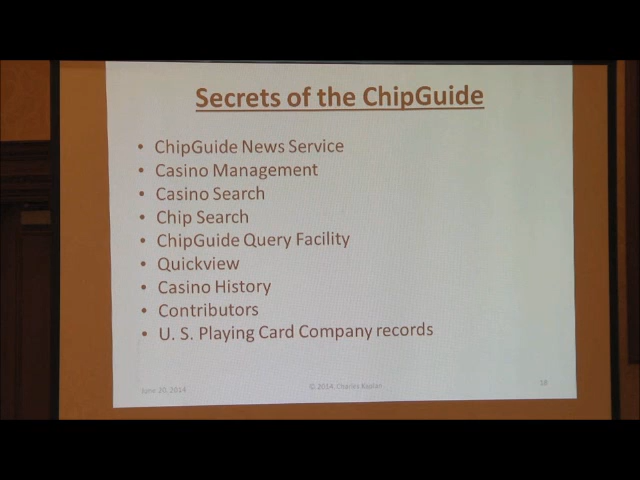 Secrets of the ChipGuide
• ChipGuide News Service
• Casino Management
• Casino Search
• Chip Search
• ChipGuide Query Facility
• Quickview
• Casino History
• Contributors
• U. S. Playing Card Company records
June 20, 2014
© 2014, Charles Kaplan
18